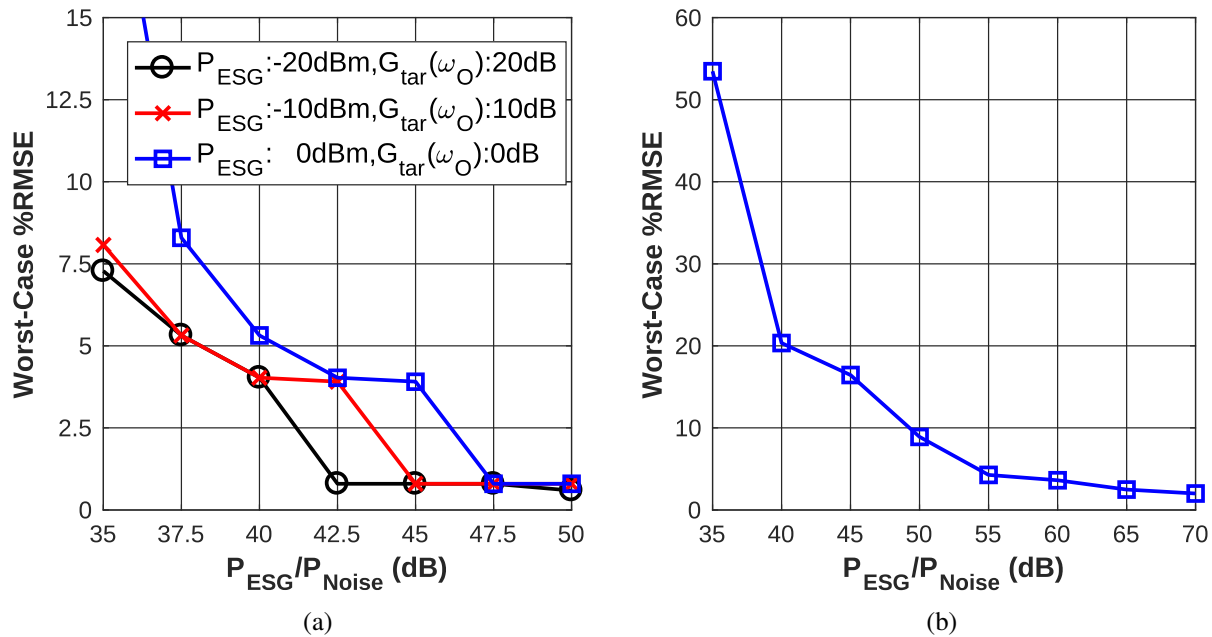 15
12.5
10
7.5
5
2.5
0
Worst-Case %RMSE
P_ESG:-20dBm,G_tar(ω_O):20dB
P_ESG:-10dBm,G_tar(ω_O):10dB
P_ESG: 0dBm,G_tar(ω_O):0dB
35 37.5 40 42.5 45 47.5 50
P_ESG/P_Noise (dB)
(a)
60
50
40
30
20
10
0
Worst-Case %RMSE
35 40 45 50 55 60 65 70
P_ESG/P_Noise (dB)
(b)